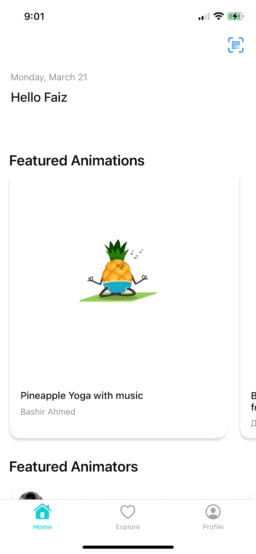 9:01
Monday, March 21
Hello Faiz
Featured Animations
Pineapple Yoga with music
Bashir Ahmed
Featured Animators
Home
Explore
Profile